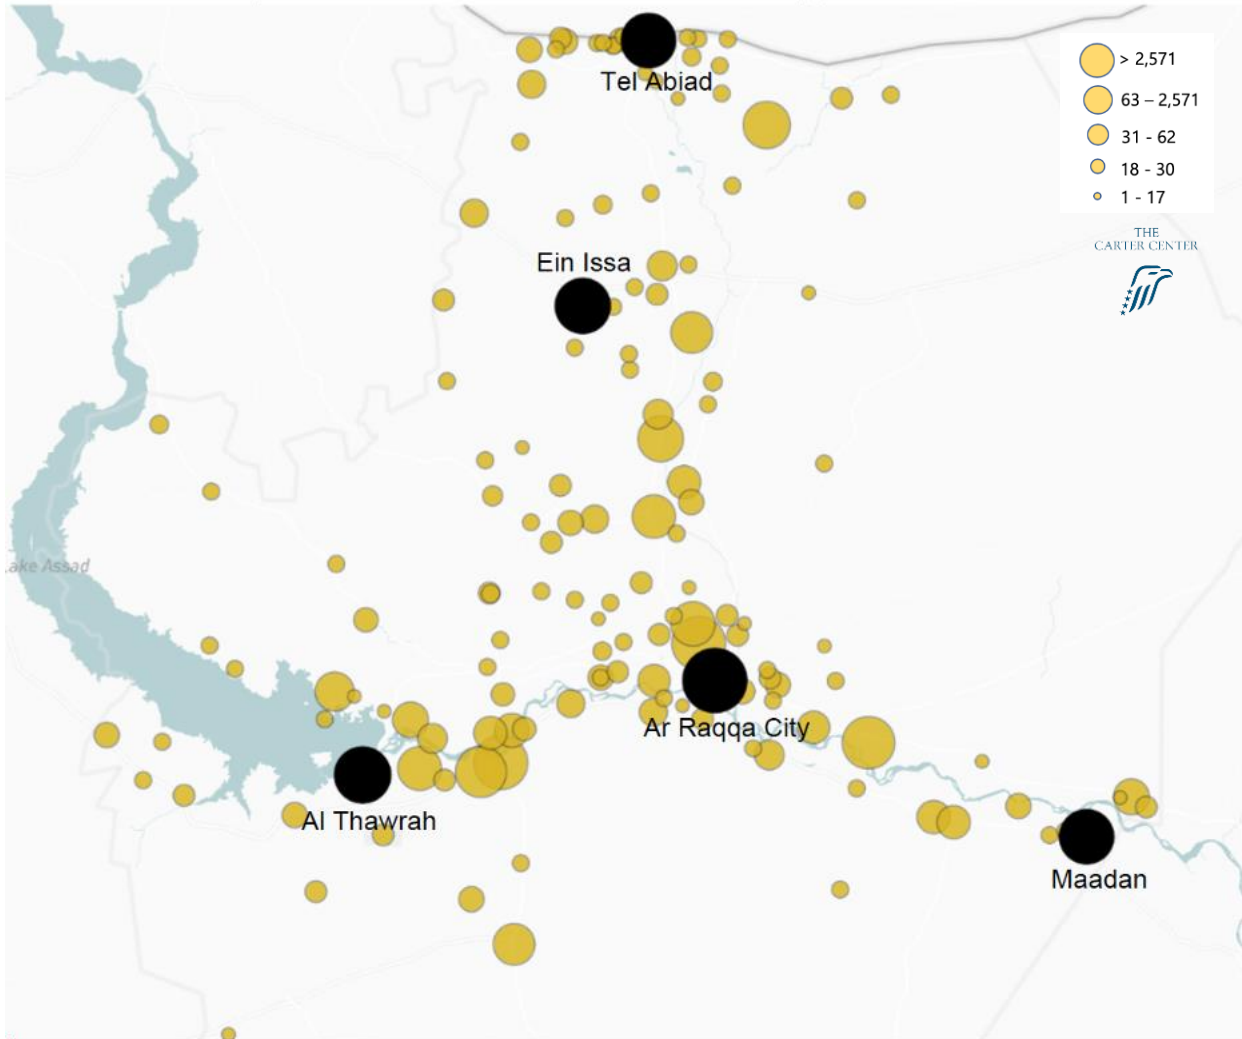 > 2,571
Tel Abiad
63 – 2,571
31 - 62
18 - 30
1 - 17
THE
CARTER CENTER
Ein Issa
ake Assad
Ar Raqqa City
Al Thawrah
Maadan